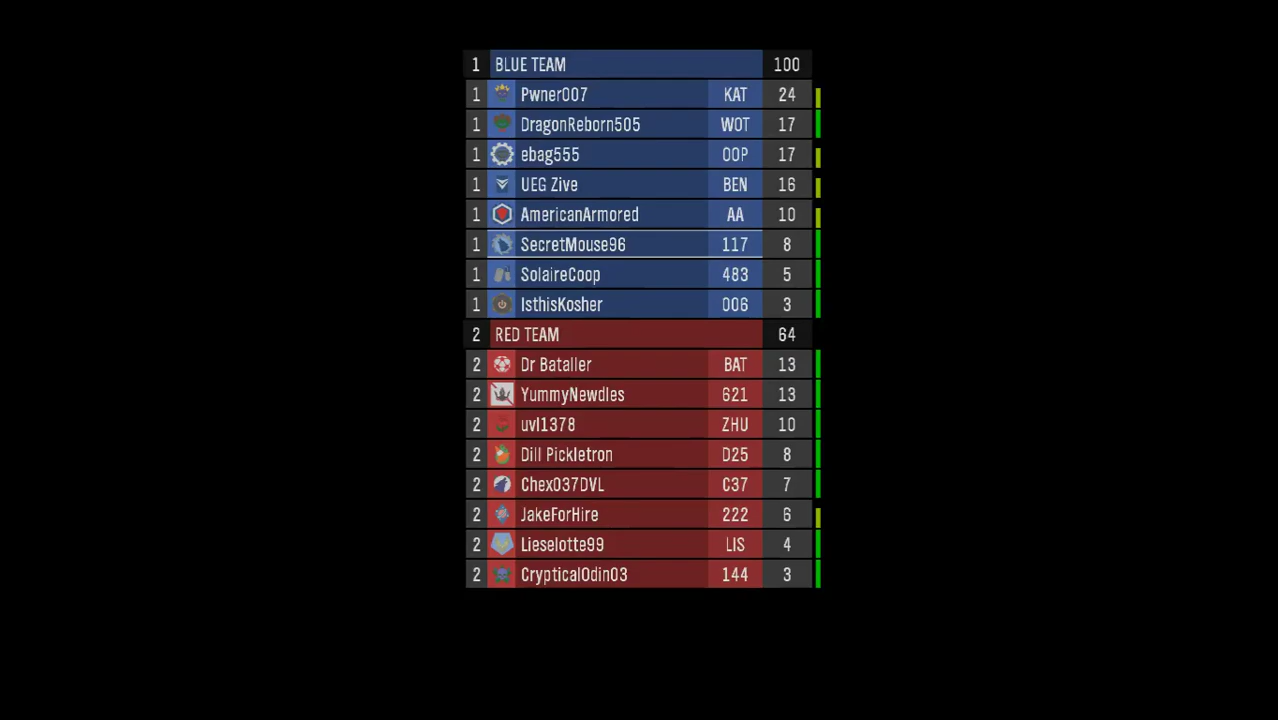 1 BLUE TEAM 100
1 Pwner007 KAT 24
1 DragonReborn505 WOT 17
1 ebag555 OOP 17
1 UEG Zive BEN 16
1 AmericanArmored AA 10
1 SecretMouse96 117 8
1 SolaireCoop 483 5
1 IsthisKosher 006 3
2 RED TEAM 64
2 Dr Bataller BAT 13
2 YummyNewdles 621 13
2 uvl1378 ZHU 10
2 Dill Pickletron D25 8
2 Chex037DVL C37 7
2 JakeForHire 222 6
2 Lieselotte99 LIS 4
2 CrypticalOdin03 144 3